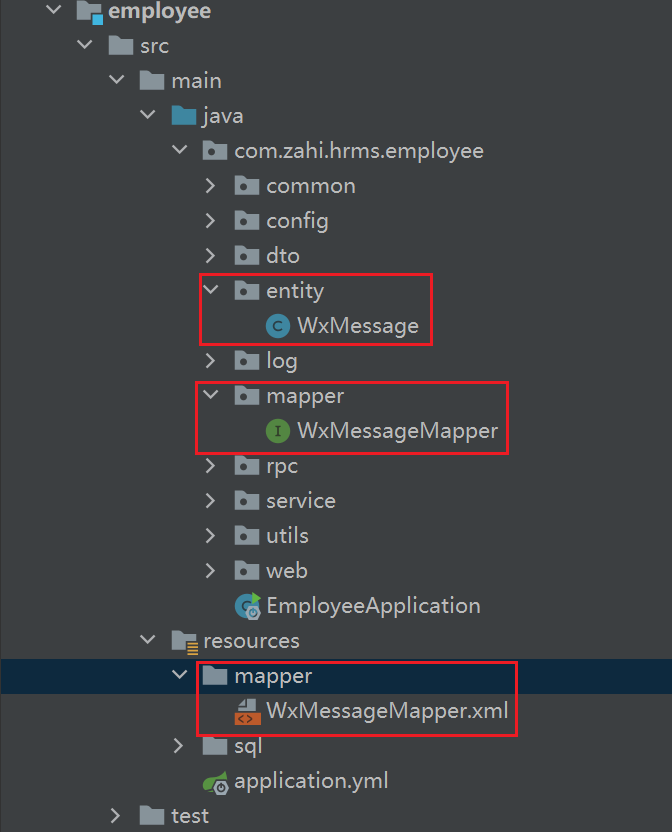 employee
src
main
java
com.zahi.hrms.employee
common
config
dto
entity
C WxMessage
log
mapper
I WxMessageMapper
rpc
service
utils
web
EmployeeApplication
resources
mapper
WxMessageMapper.xml
sql
application.yml
test